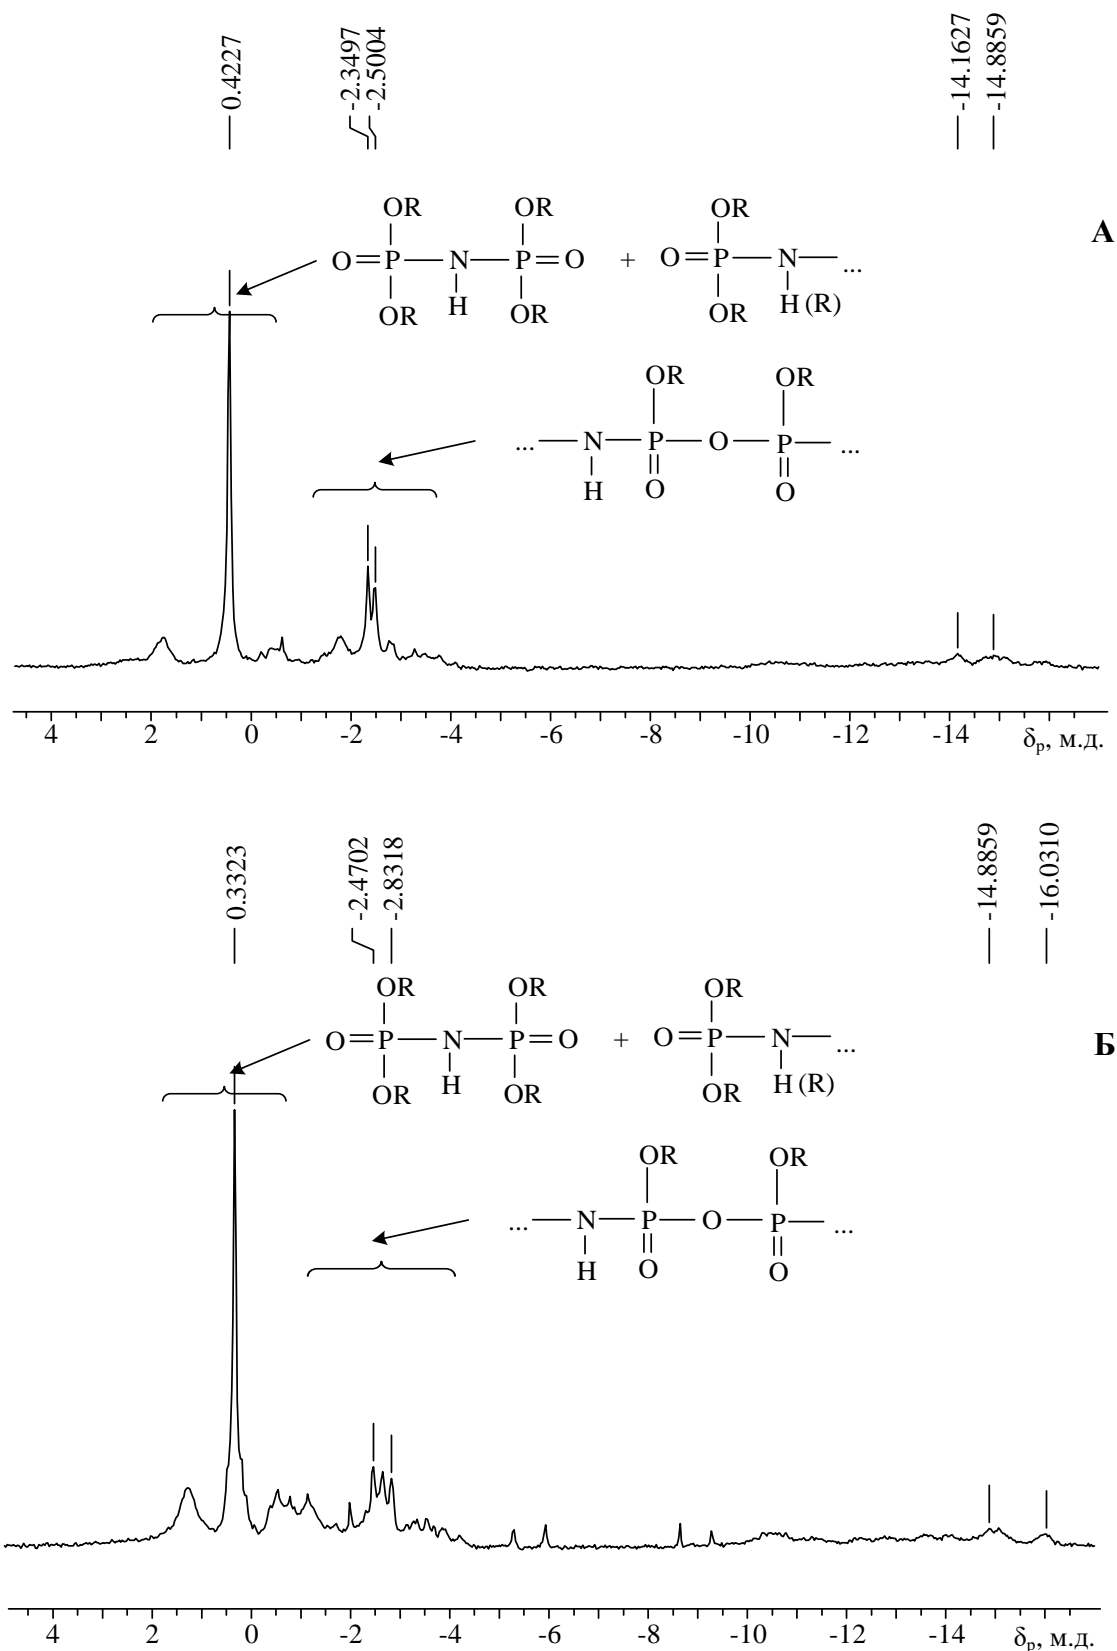 0.4227 -2.3497 -2.5004 -14.1627 -14.8859
А
OR OR OR
O=P—N—P=O + O=P—N—...
OR H OR OR H (R)
OR OR
...—N—P—O—P—...
H O O
4 2 0 -2 -4 -6 -8 -10 -12 -14 δр, м.д.
0.3323 -2.4702 -2.8318 -14.8859 -16.0310
Б
OR OR OR
O=P—N—P=O + O=P—N—...
OR H OR OR H (R)
OR OR
...—N—P—O—P—...
H O O
4 2 0 -2 -4 -6 -8 -10 -12 -14 δр, м.д.